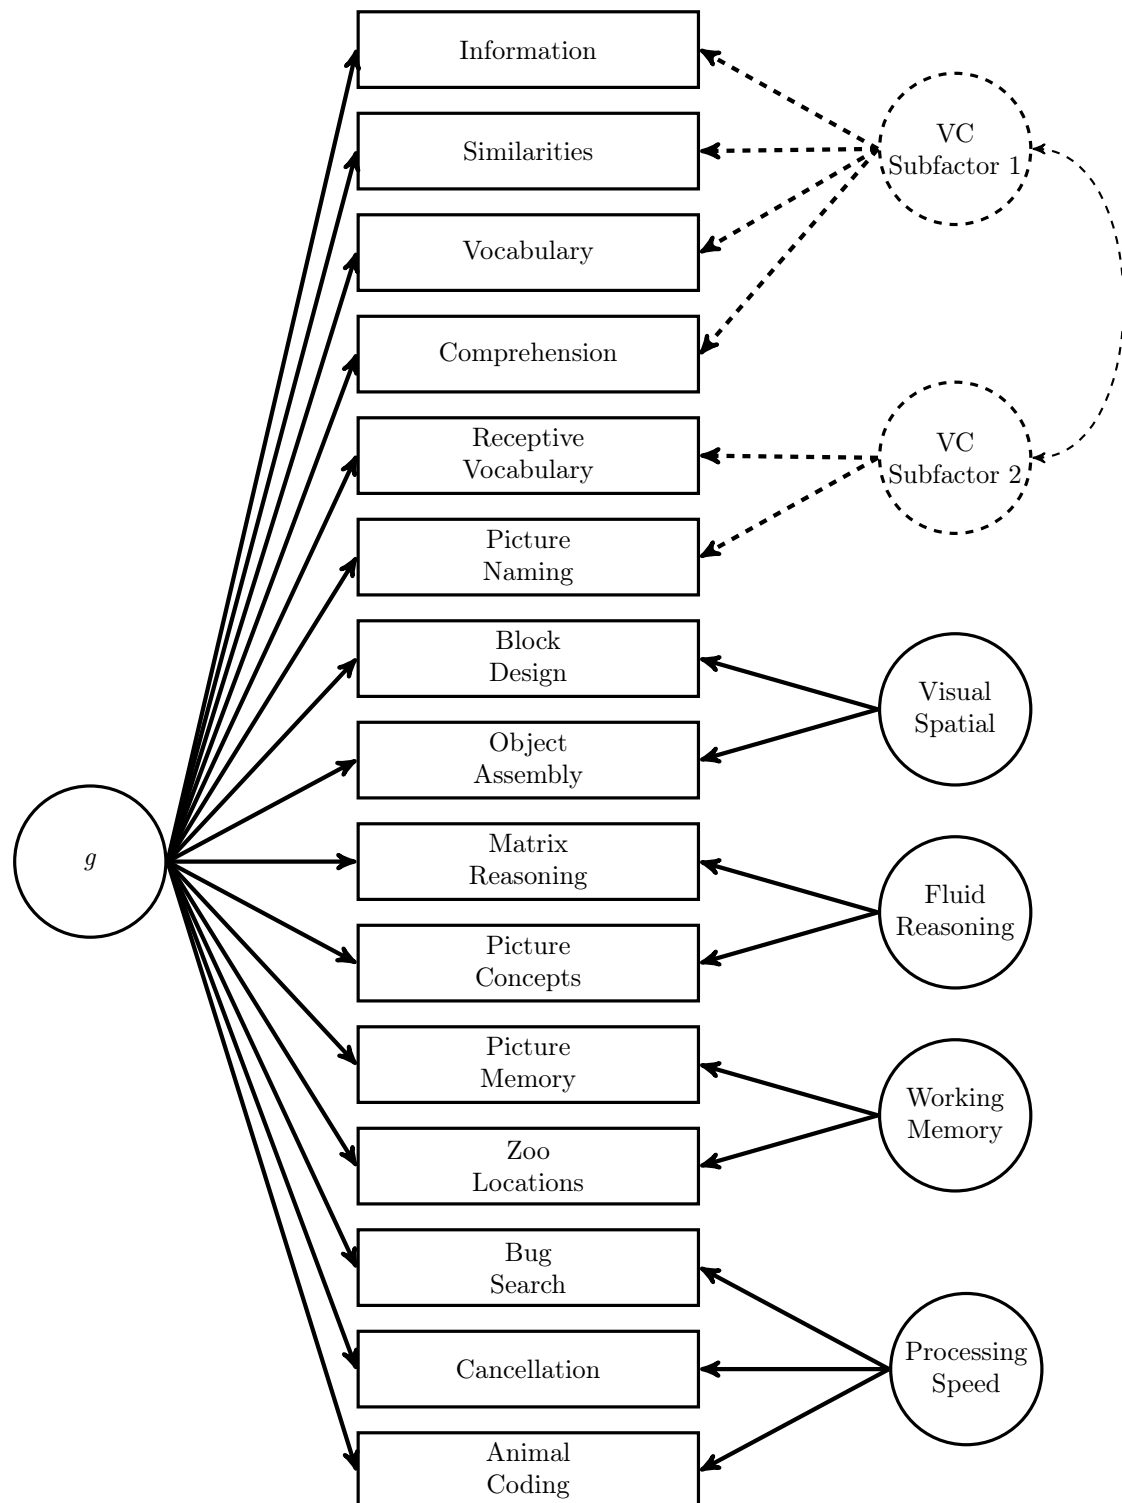 Information
Similarities
Vocabulary
Comprehension
Receptive
Vocabulary
Picture
Naming
Block
Design
Object
Assembly
Matrix
Reasoning
Picture
Concepts
Picture
Memory
Zoo
Locations
Bug
Search
Cancellation
Animal
Coding
g
VC
Subfactor 1
VC
Subfactor 2
Visual
Spatial
Fluid
Reasoning
Working
Memory
Processing
Speed